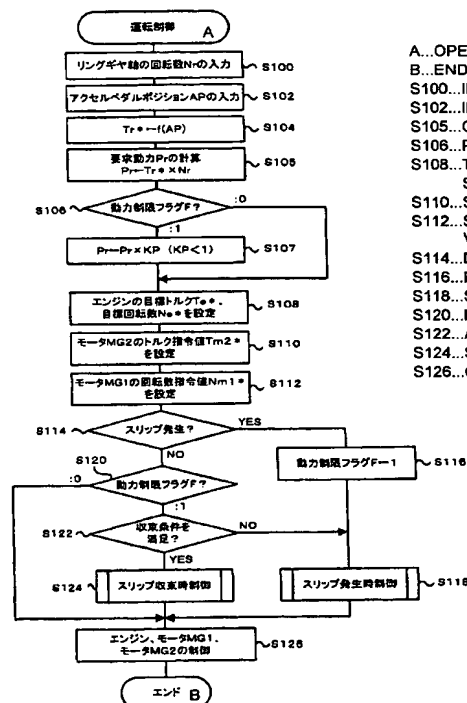 運転制御
A
リングギヤ軸の回転数Nrの入力
S100
アクセルペダルポジションAPの入力
S102
Tr*←f(AP)
S104
要求動力Prの計算
Pr←Tr*×Nr
S105
S106
動力制限フラグF?
:0
:1
Pr←Pr×KP (KP<1)
S107
エンジンの目標トルクTe*、
目標回転数Ne*を設定
S108
モータMG2のトルク指令値Tm2*
を設定
S110
モータMG1の回転数指令値Nm1*
を設定
S112
S114
スリップ発生?
YES
NO
動力制限フラグF←1
S116
S120
:0
動力制限フラグF?
:1
S122
収束条件を
満足?
NO
YES
S124
スリップ収束時制御
スリップ発生時制御
S118
エンジン、モータMG1、
モータMG2の制御
S126
エンド
B
A...OPE
B...END
S100...I
S102...I
S105...
S106...
S108...T
S110...S
S112...S
S114...
S116...
S118...S
S120...
S122...
S124...S
S126...